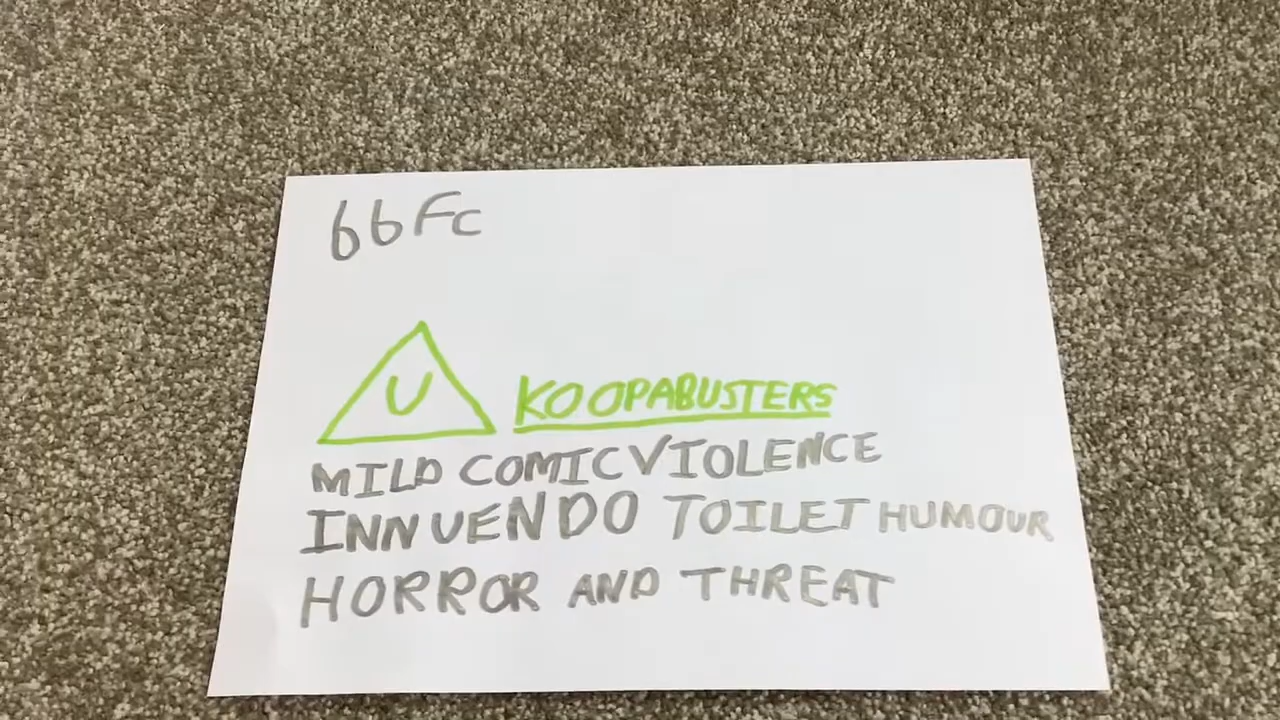 bbfc
U KOOPABUSTERS
MILD COMIC VIOLENCE
INNUENDO TOILET HUMOUR
HORROR AND THREAT